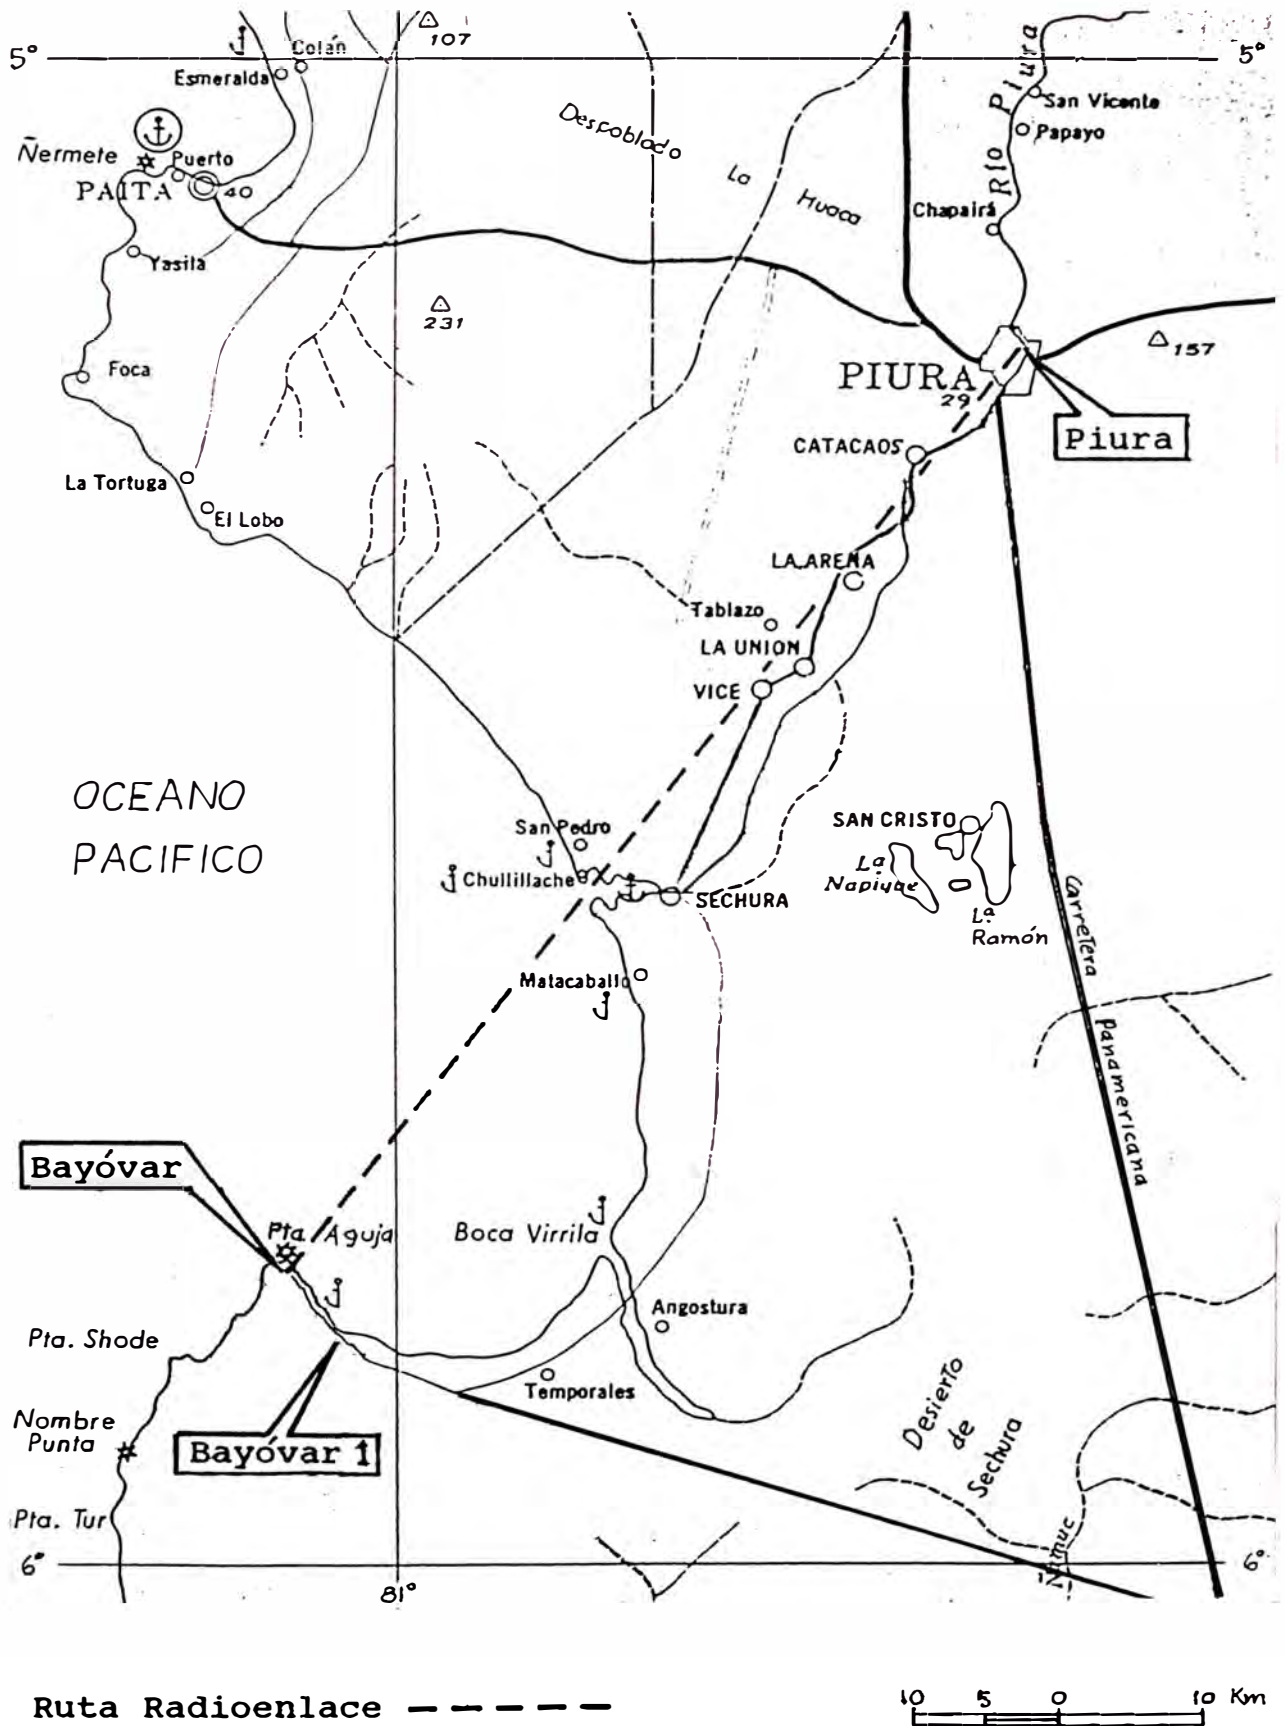 5°
Colán
107
5°
Esmeralda
Río Piura
San Vicente
Papayo
Despoblado
La
Huaca
Ñermete
Puerto
PAITA
40
Chapairá
Yasila
231
157
Foca
PIURA
29
Piura
CATACAOS
La Tortuga
El Lobo
LA ARENA
Tablazo
LA UNION
VICE
OCEANO
PACIFICO
San Pedro
SAN CRISTO
Chullillache
La.
Napique
SECHURA
La.
Ramón
Carretera
Panamericana
Matacaballo
Bayóvar
Pta. Aguja
Boca Virrila
Angostura
Pta. Shode
Temporales
Desierto
de
Sechura
Nombre
Punta
Bayóvar 1
Pta. Tur
6°
81°
6°
Ruta Radioenlace
10 5 0 10 Km